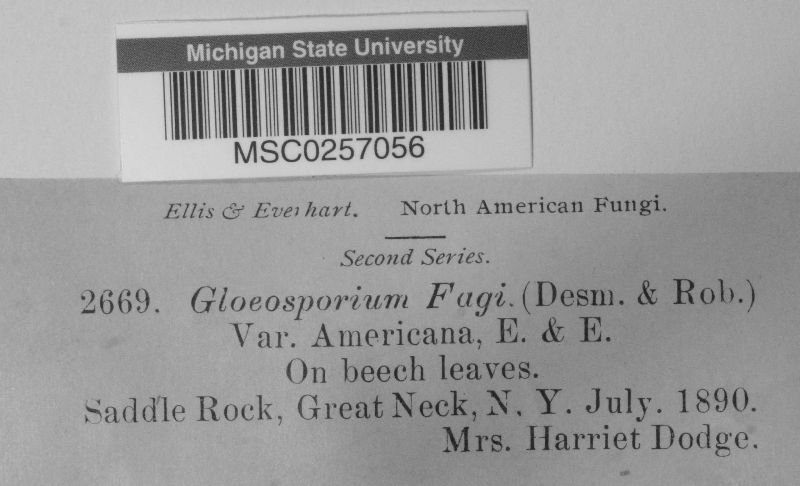 Michigan State University
MSC0257056
Ellis & Everhart. North American Fungi.
Second Series.
2669. Gloeosporium Fagi. (Desm. & Rob.)
Var. Americana, E. & E.
On beech leaves.
Saddle Rock, Great Neck, N. Y. July. 1890.
Mrs. Harriet Dodge.